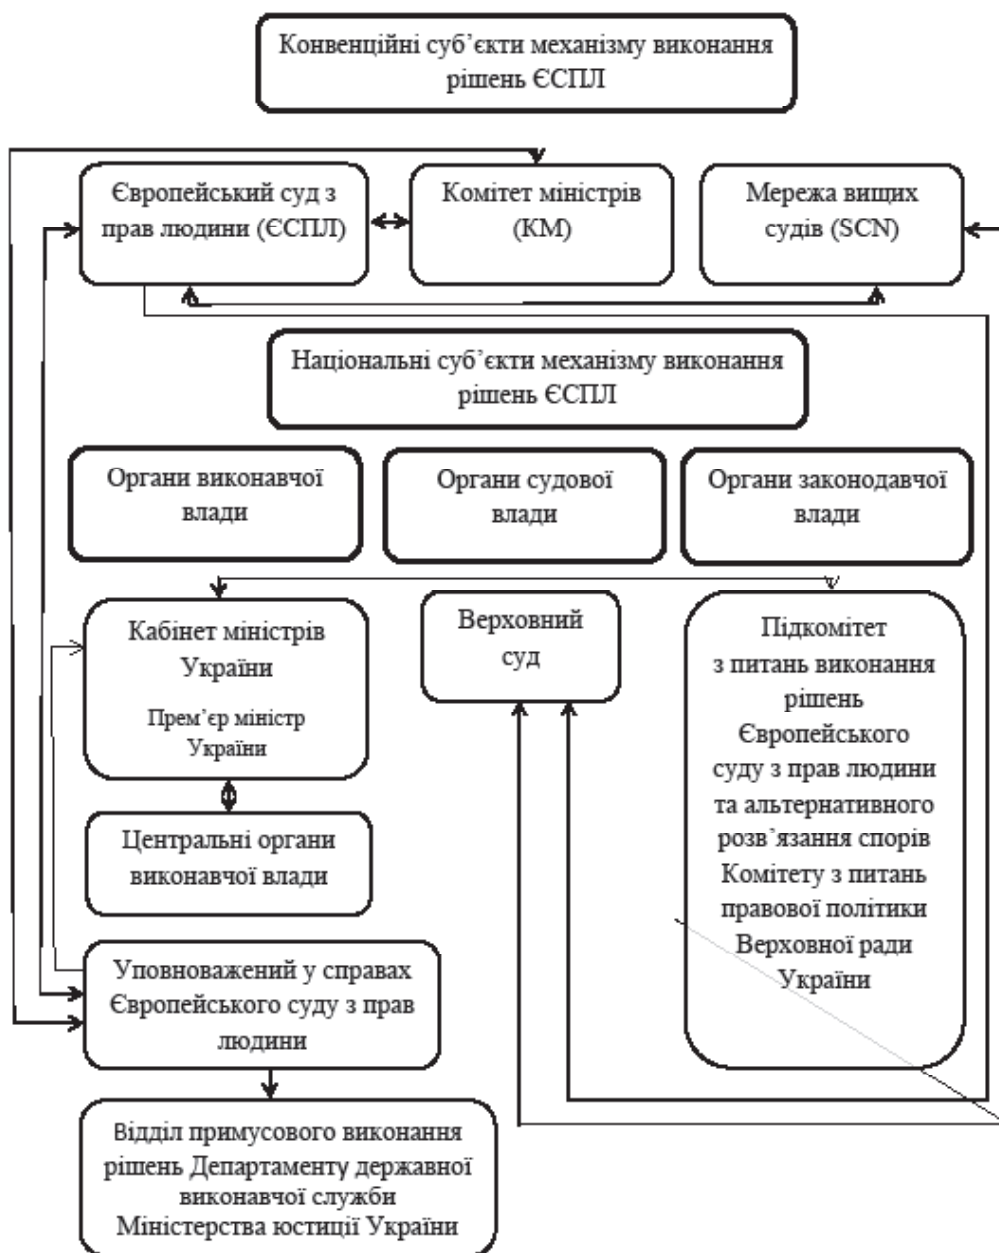 Конвенційні суб’єкти механізму виконання
рішень ЄСПЛ
Європейський суд з
прав людини (ЄСПЛ)
Комітет міністрів
(КМ)
Мережа вищих
судів (SCN)
Національні суб’єкти механізму виконання
рішень ЄСПЛ
Органи виконавчої
влади
Органи судової
влади
Органи законодавчої
влади
Кабінет міністрів
України
Прем’єр міністр
України
Верховний
суд
Підкомітет
з питань виконання
рішень
Європейського
суду з прав людини
та альтернативного
розв’язання спорів
Комітету з питань
правової політики
Верховної ради
України
Центральні органи
виконавчої влади
Уповноважений у справах
Європейського суду з прав
людини
Відділ примусового виконання
рішень Департаменту державної
виконавчої служби
Міністерства юстиції України